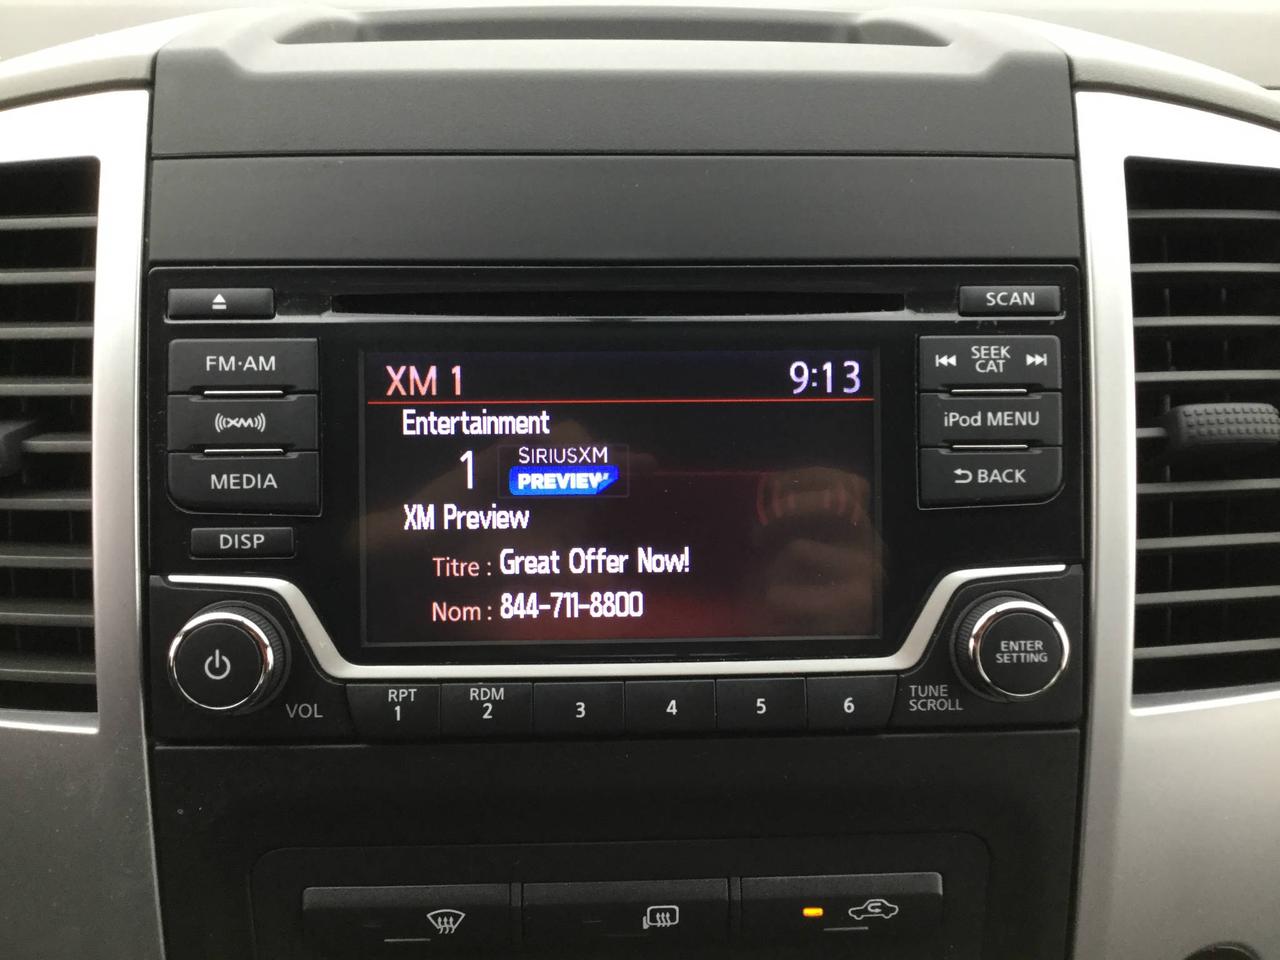 SCAN
FM·AM
XM
MEDIA
DISP
XM 1 9:13
Entertainment
1 SIRIUSXM
PREVIEW
XM Preview
Titre : Great Offer Now!
Nom : 844-711-8800
SEEK
CAT
iPod MENU
BACK
VOL
RPT
1
RDM
2
3
4
5
6
TUNE
SCROLL
ENTER
SETTING